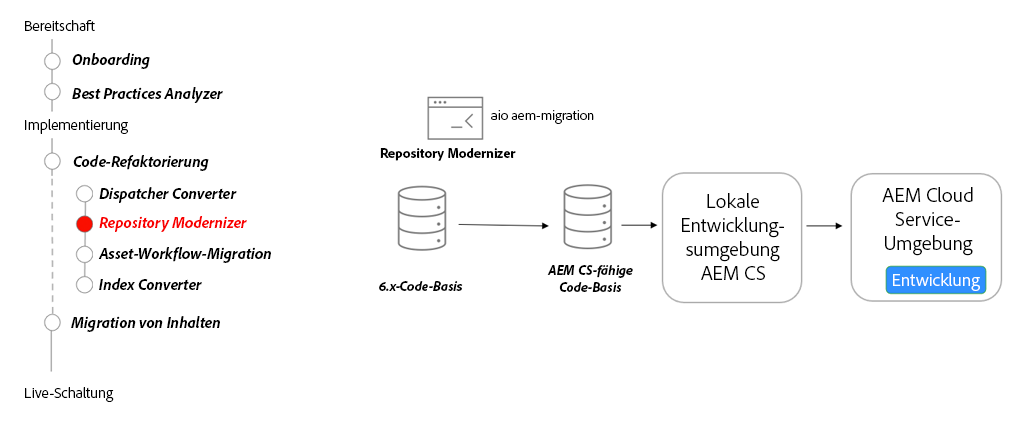 Bereitschaft
Onboarding
Best Practices Analyzer
Implementierung
Code-Refaktorierung
Dispatcher Converter
Repository Modernizer
Asset-Workflow-Migration
Index Converter
Migration von Inhalten
Live-Schaltung
aio aem-migration
Repository Modernizer
6.x-Code-Basis
AEM CS-fähige
Code-Basis
Lokale
Entwicklung-
sumgebung
AEM CS
AEM Cloud
Service-
Umgebung
Entwicklung